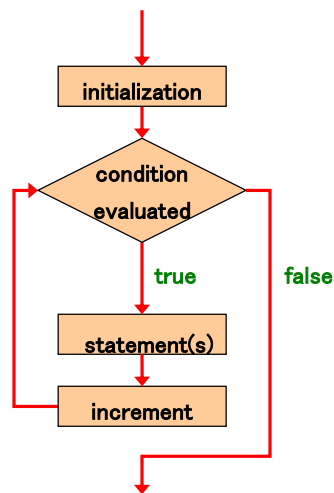 initialization
condition
evaluated
true
false
statement(s)
increment